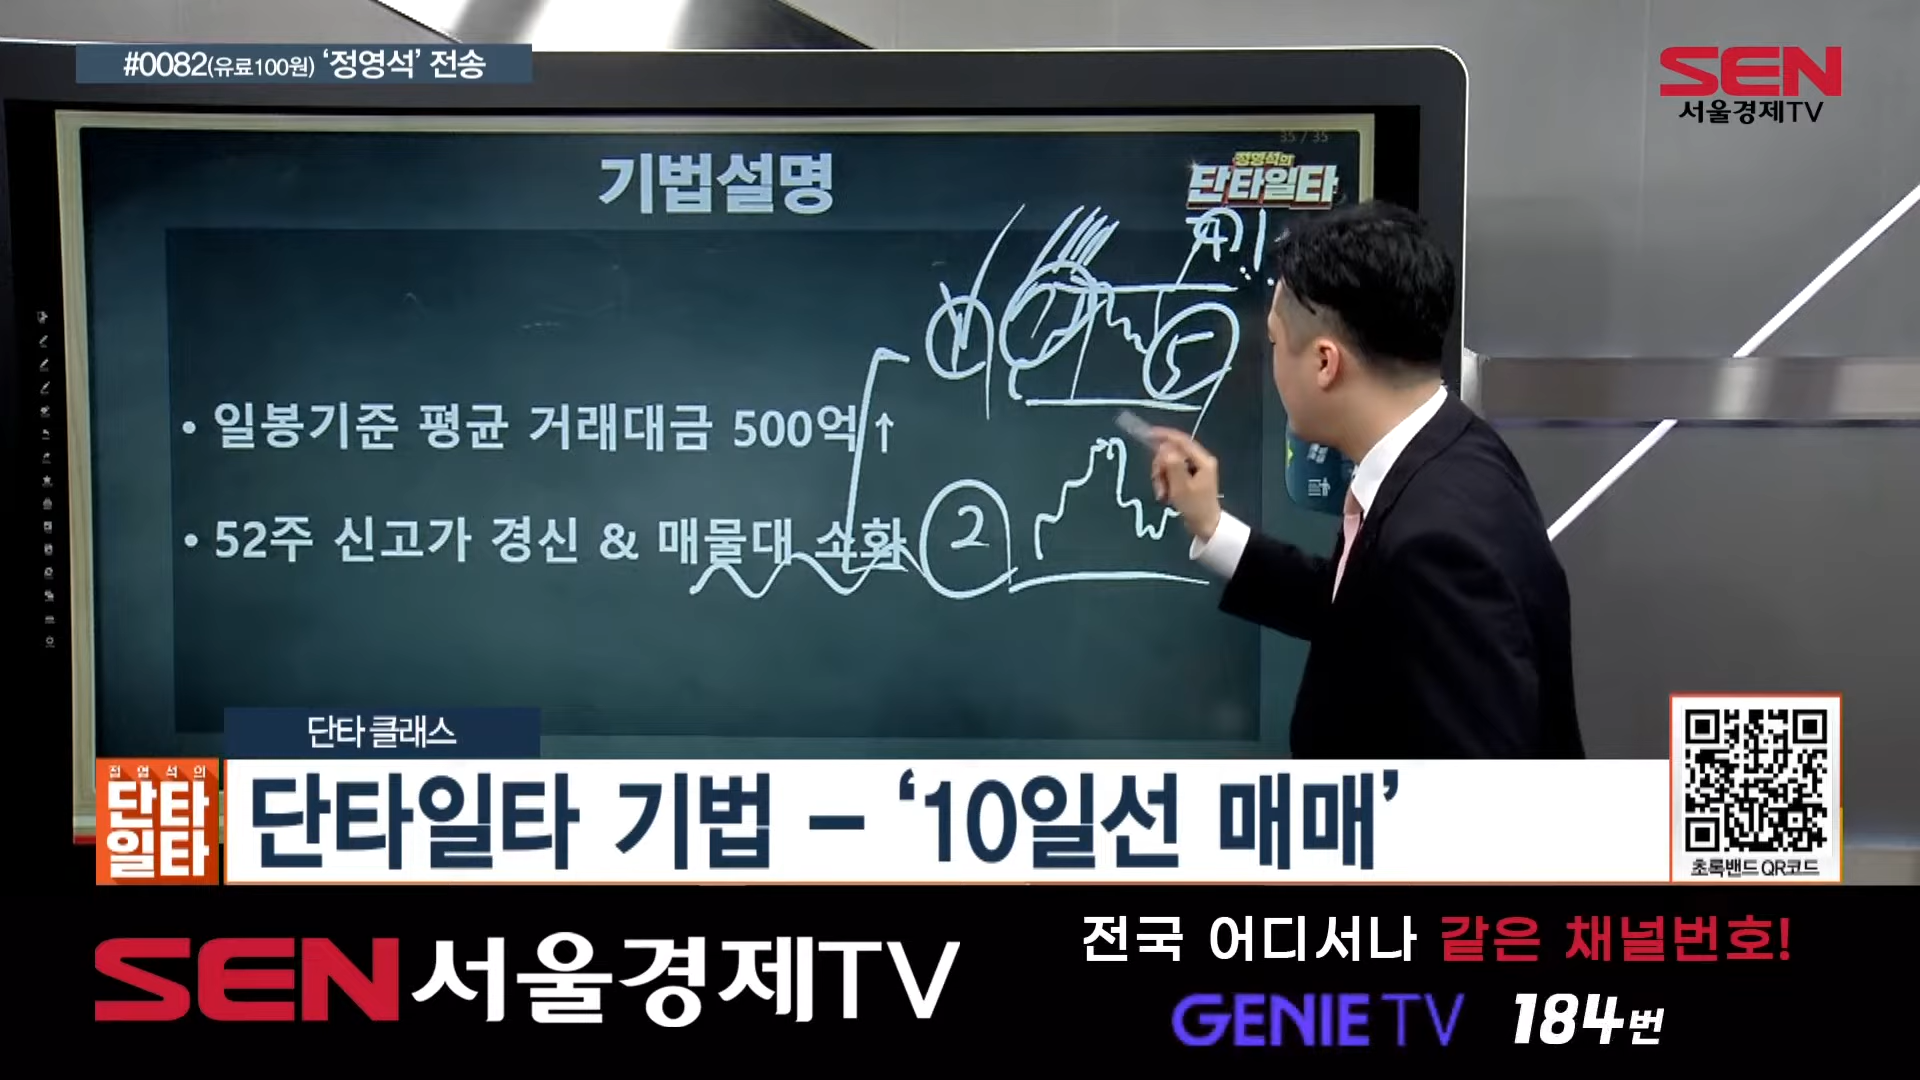 #0082(유료100원) ‘정영석’ 전송
SEN
서울경제TV
35 / 35
기법설명
정영석의
단타일타
• 일봉기준 평균 거래대금 500억↑
• 52주 신고가 경신 & 매물대 소화
1
5
2
단타 클래스
정영석의
단타
일타
단타일타 기법 – ‘10일선 매매’
초록밴드 QR코드
SEN 서울경제TV
전국 어디서나 같은 채널번호!
GENIE TV 184번